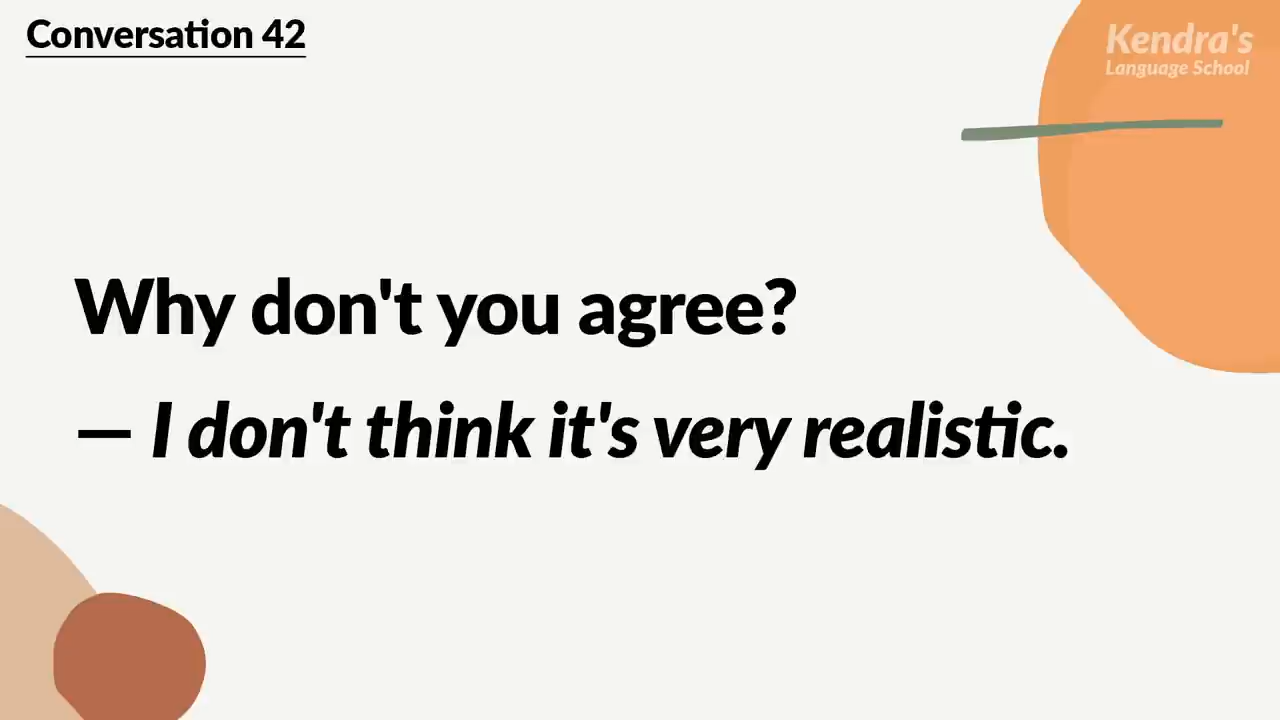 Conversation 42
Kendra's
Language School
Why don't you agree?
— I don't think it's very realistic.